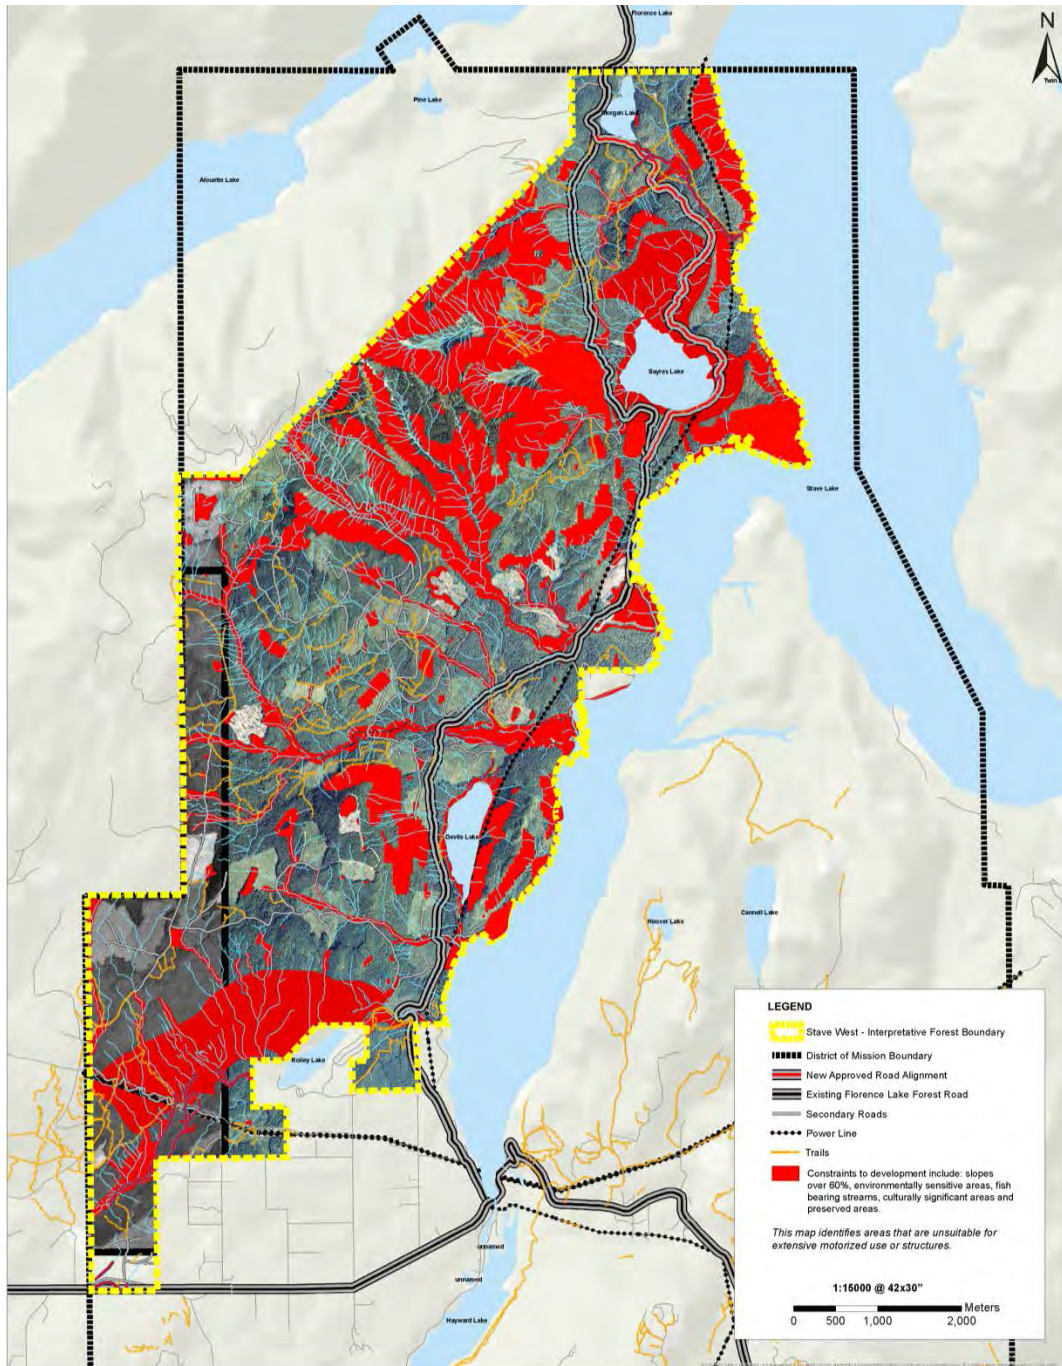 Florence Lake
N
Twin
Pine Lake
Morgan Lake
Alouette Lake
Sayres Lake
Stave Lake
Devils Lake
Hoover Lake
Cannell Lake
Rolley Lake
unnamed
unnamed
Hayward Lake
LEGEND
Stave West - Interpretative Forest Boundary
District of Mission Boundary
New Approved Road Alignment
Existing Florence Lake Forest Road
Secondary Roads
Power Line
Trails
Constraints to development include: slopes
over 60%, environmentally sensitive areas, fish
bearing streams, culturally significant areas and
preserved areas.
This map identifies areas that are unsuitable for
extensive motorized use or structures.
1:15000 @ 42x30"
Meters
0 500 1,000 2,000